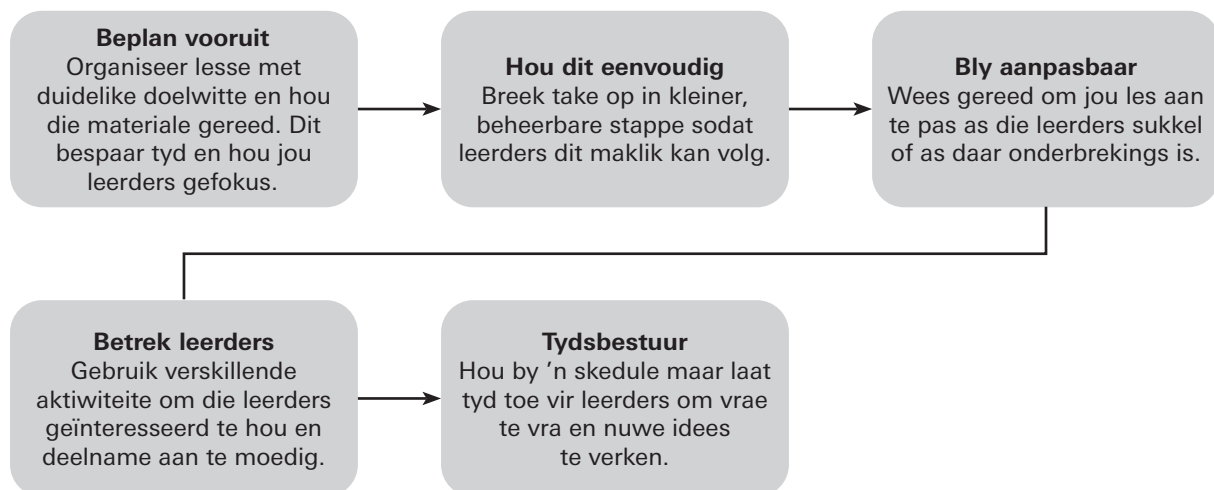 Beplan vooruit
Organiseer lesse met
duidelike doelwitte en hou
die materiale gereed. Dit
bespaar tyd en hou jou
leerders gefokus.
Hou dit eenvoudig
Breek take op in kleiner,
beheerbare stappe sodat
leerders dit maklik kan volg.
Bly aanpasbaar
Wees gereed om jou les aan
te pas as die leerders sukkel
of as daar onderbrekings is.
Betrek leerders
Gebruik verskillende
aktiwiteite om die leerders
geïnteresseerd te hou en
deelname aan te moedig.
Tydsbestuur
Hou by ’n skedule maar laat
tyd toe vir leerders om vrae
te vra en nuwe idees
te verken.